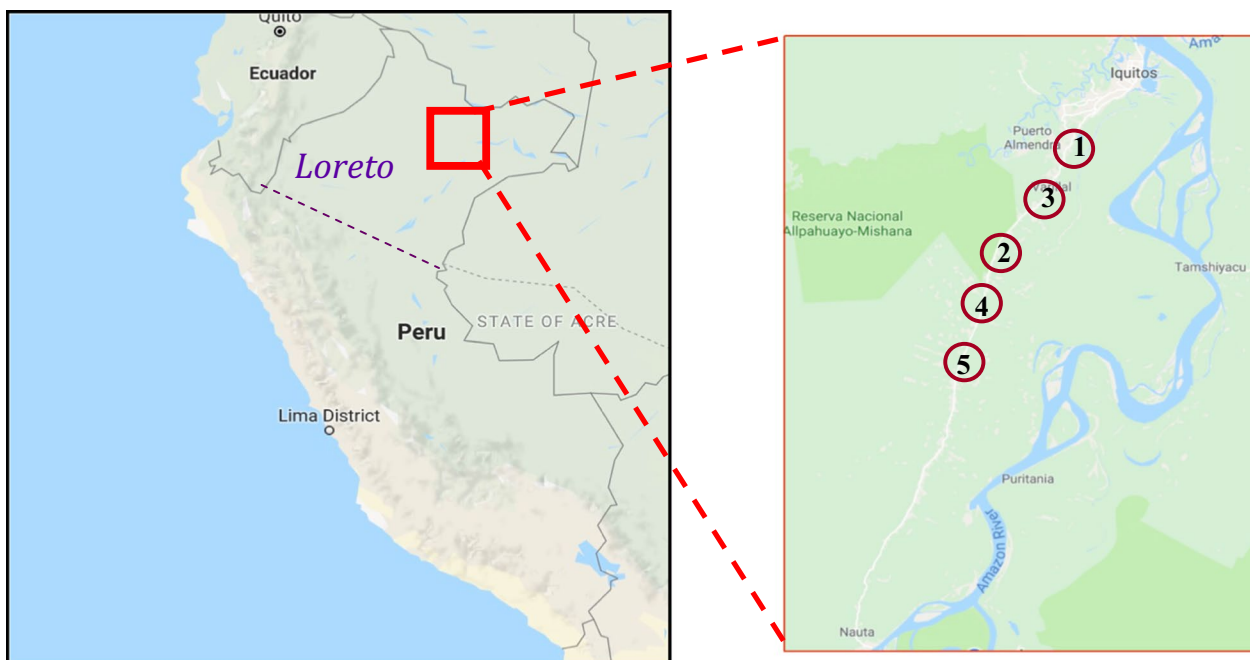 Quito
Ecuador
Loreto
Peru
STATE OF ACRE
Lima District
Iquitos
Puerto
Almendra
1
3
Reserva Nacional
Allpahuayo-Mishana
2
Tamshiyacu
4
5
Puritania
Amazon River
Nauta